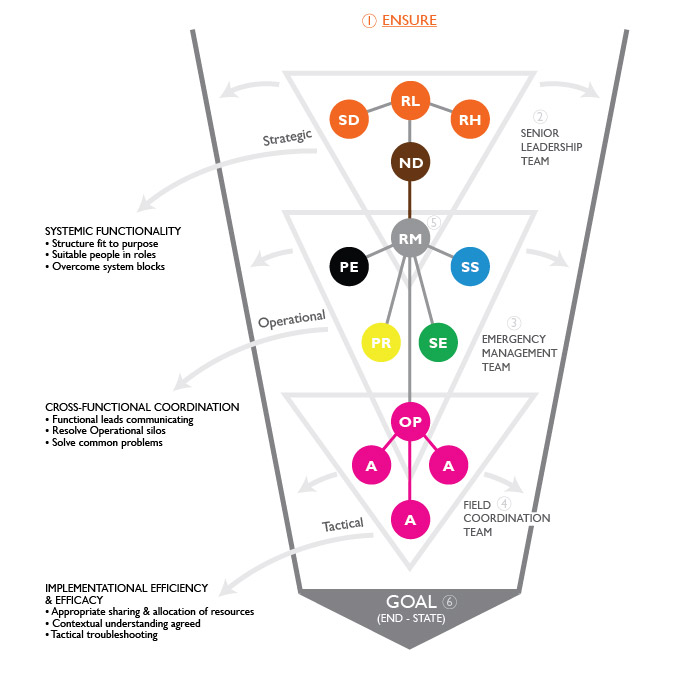 ① ENSURE
RL
SD
RH
②
SENIOR
LEADERSHIP
TEAM
Strategic
ND
SYSTEMIC FUNCTIONALITY
• Structure fit to purpose
• Suitable people in roles
• Overcome system blocks
⑤
RM
PE
SS
Operational
③
EMERGENCY
MANAGEMENT
TEAM
PR
SE
CROSS-FUNCTIONAL COORDINATION
• Functional leads communicating
• Resolve Operational silos
• Solve common problems
OP
A
A
A
FIELD ④
COORDINATION
TEAM
Tactical
IMPLEMENTATIONAL EFFICIENCY
& EFFICACY
• Appropriate sharing & allocation of resources
• Contextual understanding agreed
• Tactical troubleshooting
GOAL ⑥
(END - STATE)